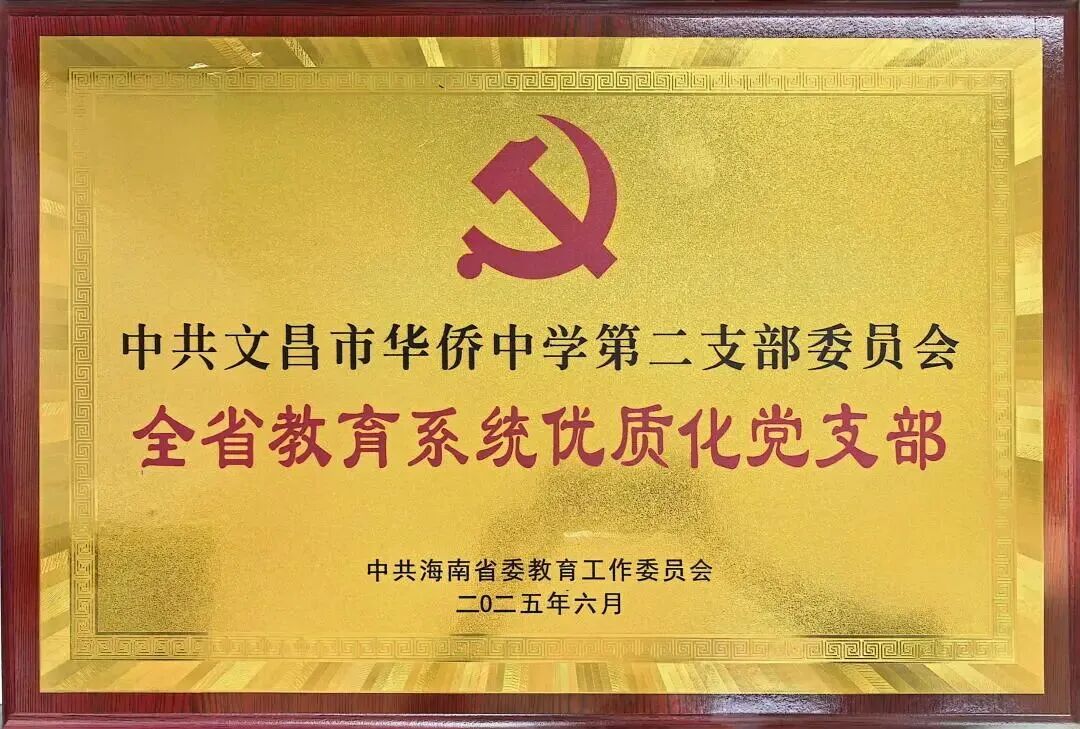 中共文昌市华侨中学第二支部委员会
全省教育系统优质化党支部
中共海南省委教育工作委员会
二0二五年六月